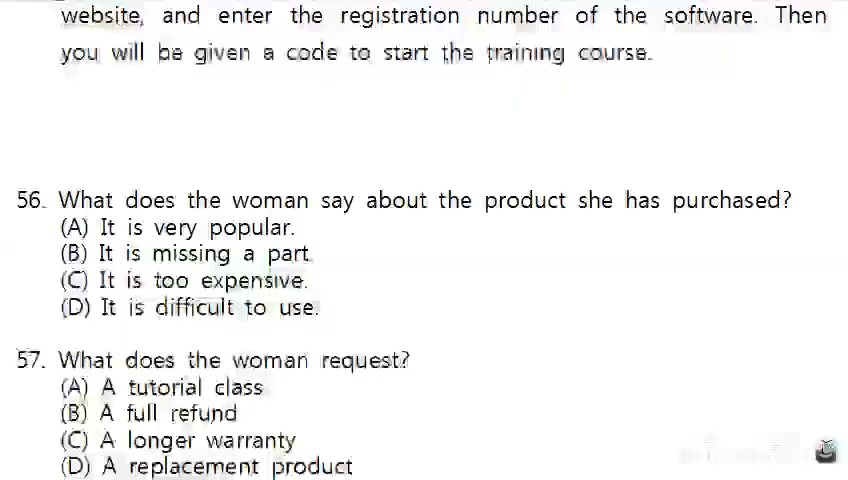 website, and enter the registration number of the software. Then
you will be given a code to start the training course.
56. What does the woman say about the product she has purchased?
(A) It is very popular.
(B) It is missing a part.
(C) It is too expensive.
(D) It is difficult to use.
57. What does the woman request?
(A) A tutorial class
(B) A full refund
(C) A longer warranty
(D) A replacement product